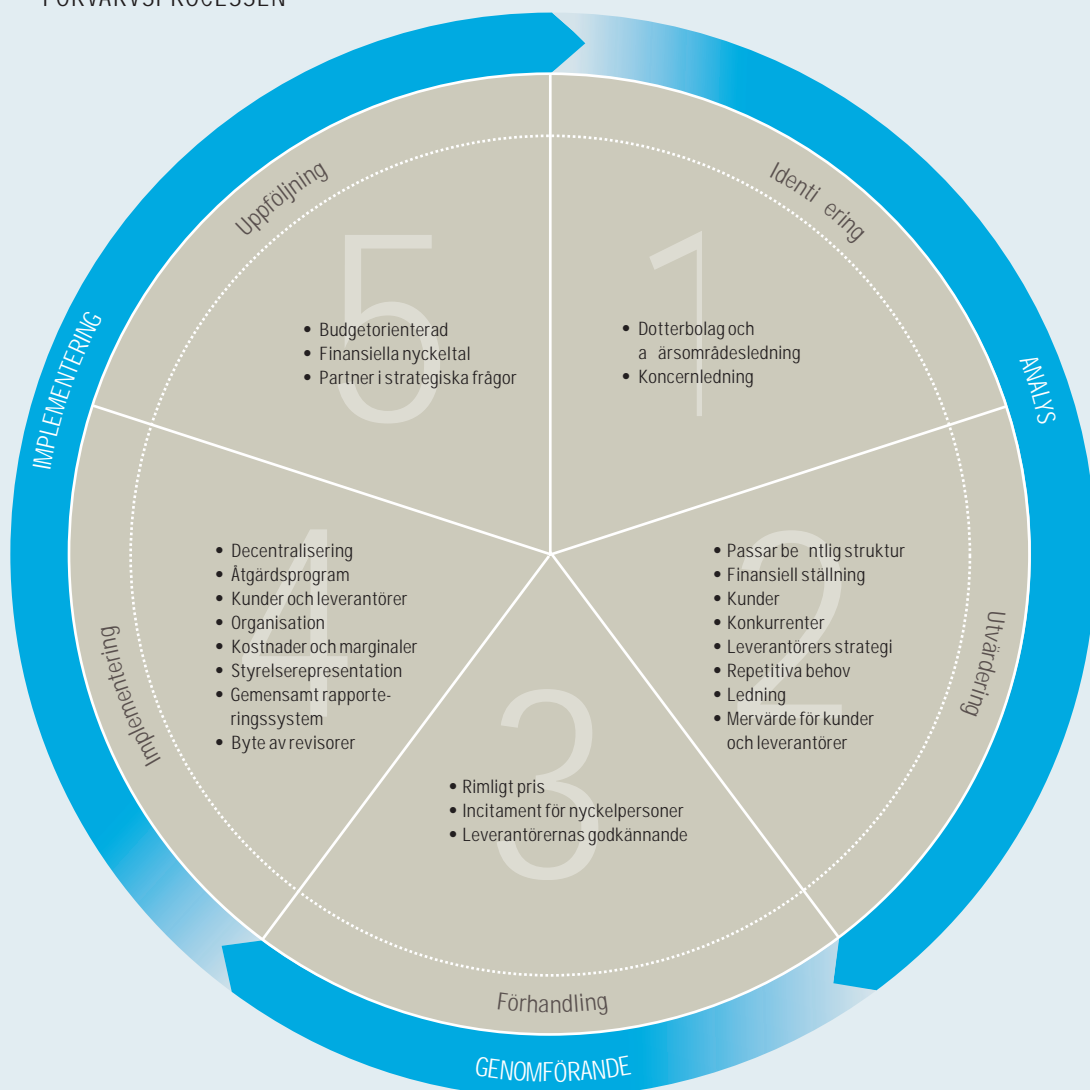 FÖRVÄRVSPROCESSEN
ANALYS
Identi ering
1
• Dotterbolag och
a ärsområdesledning
• Koncernledning
Utvärdering
2
• Passar be ntlig struktur
• Finansiell ställning
• Kunder
• Konkurrenter
• Leverantörers strategi
• Repetitiva behov
• Ledning
• Mervärde för kunder
och leverantörer
GENOMFÖRANDE
Förhandling
3
• Rimligt pris
• Incitament för nyckelpersoner
• Leverantörernas godkännande
IMPLEMENTERING
Implementering
4
• Decentralisering
• Åtgärdsprogram
• Kunder och leverantörer
• Organisation
• Kostnader och marginaler
• Styrelserepresentation
• Gemensamt rapporte-
ringssystem
• Byte av revisorer
Uppföljning
5
• Budgetorienterad
• Finansiella nyckeltal
• Partner i strategiska frågor